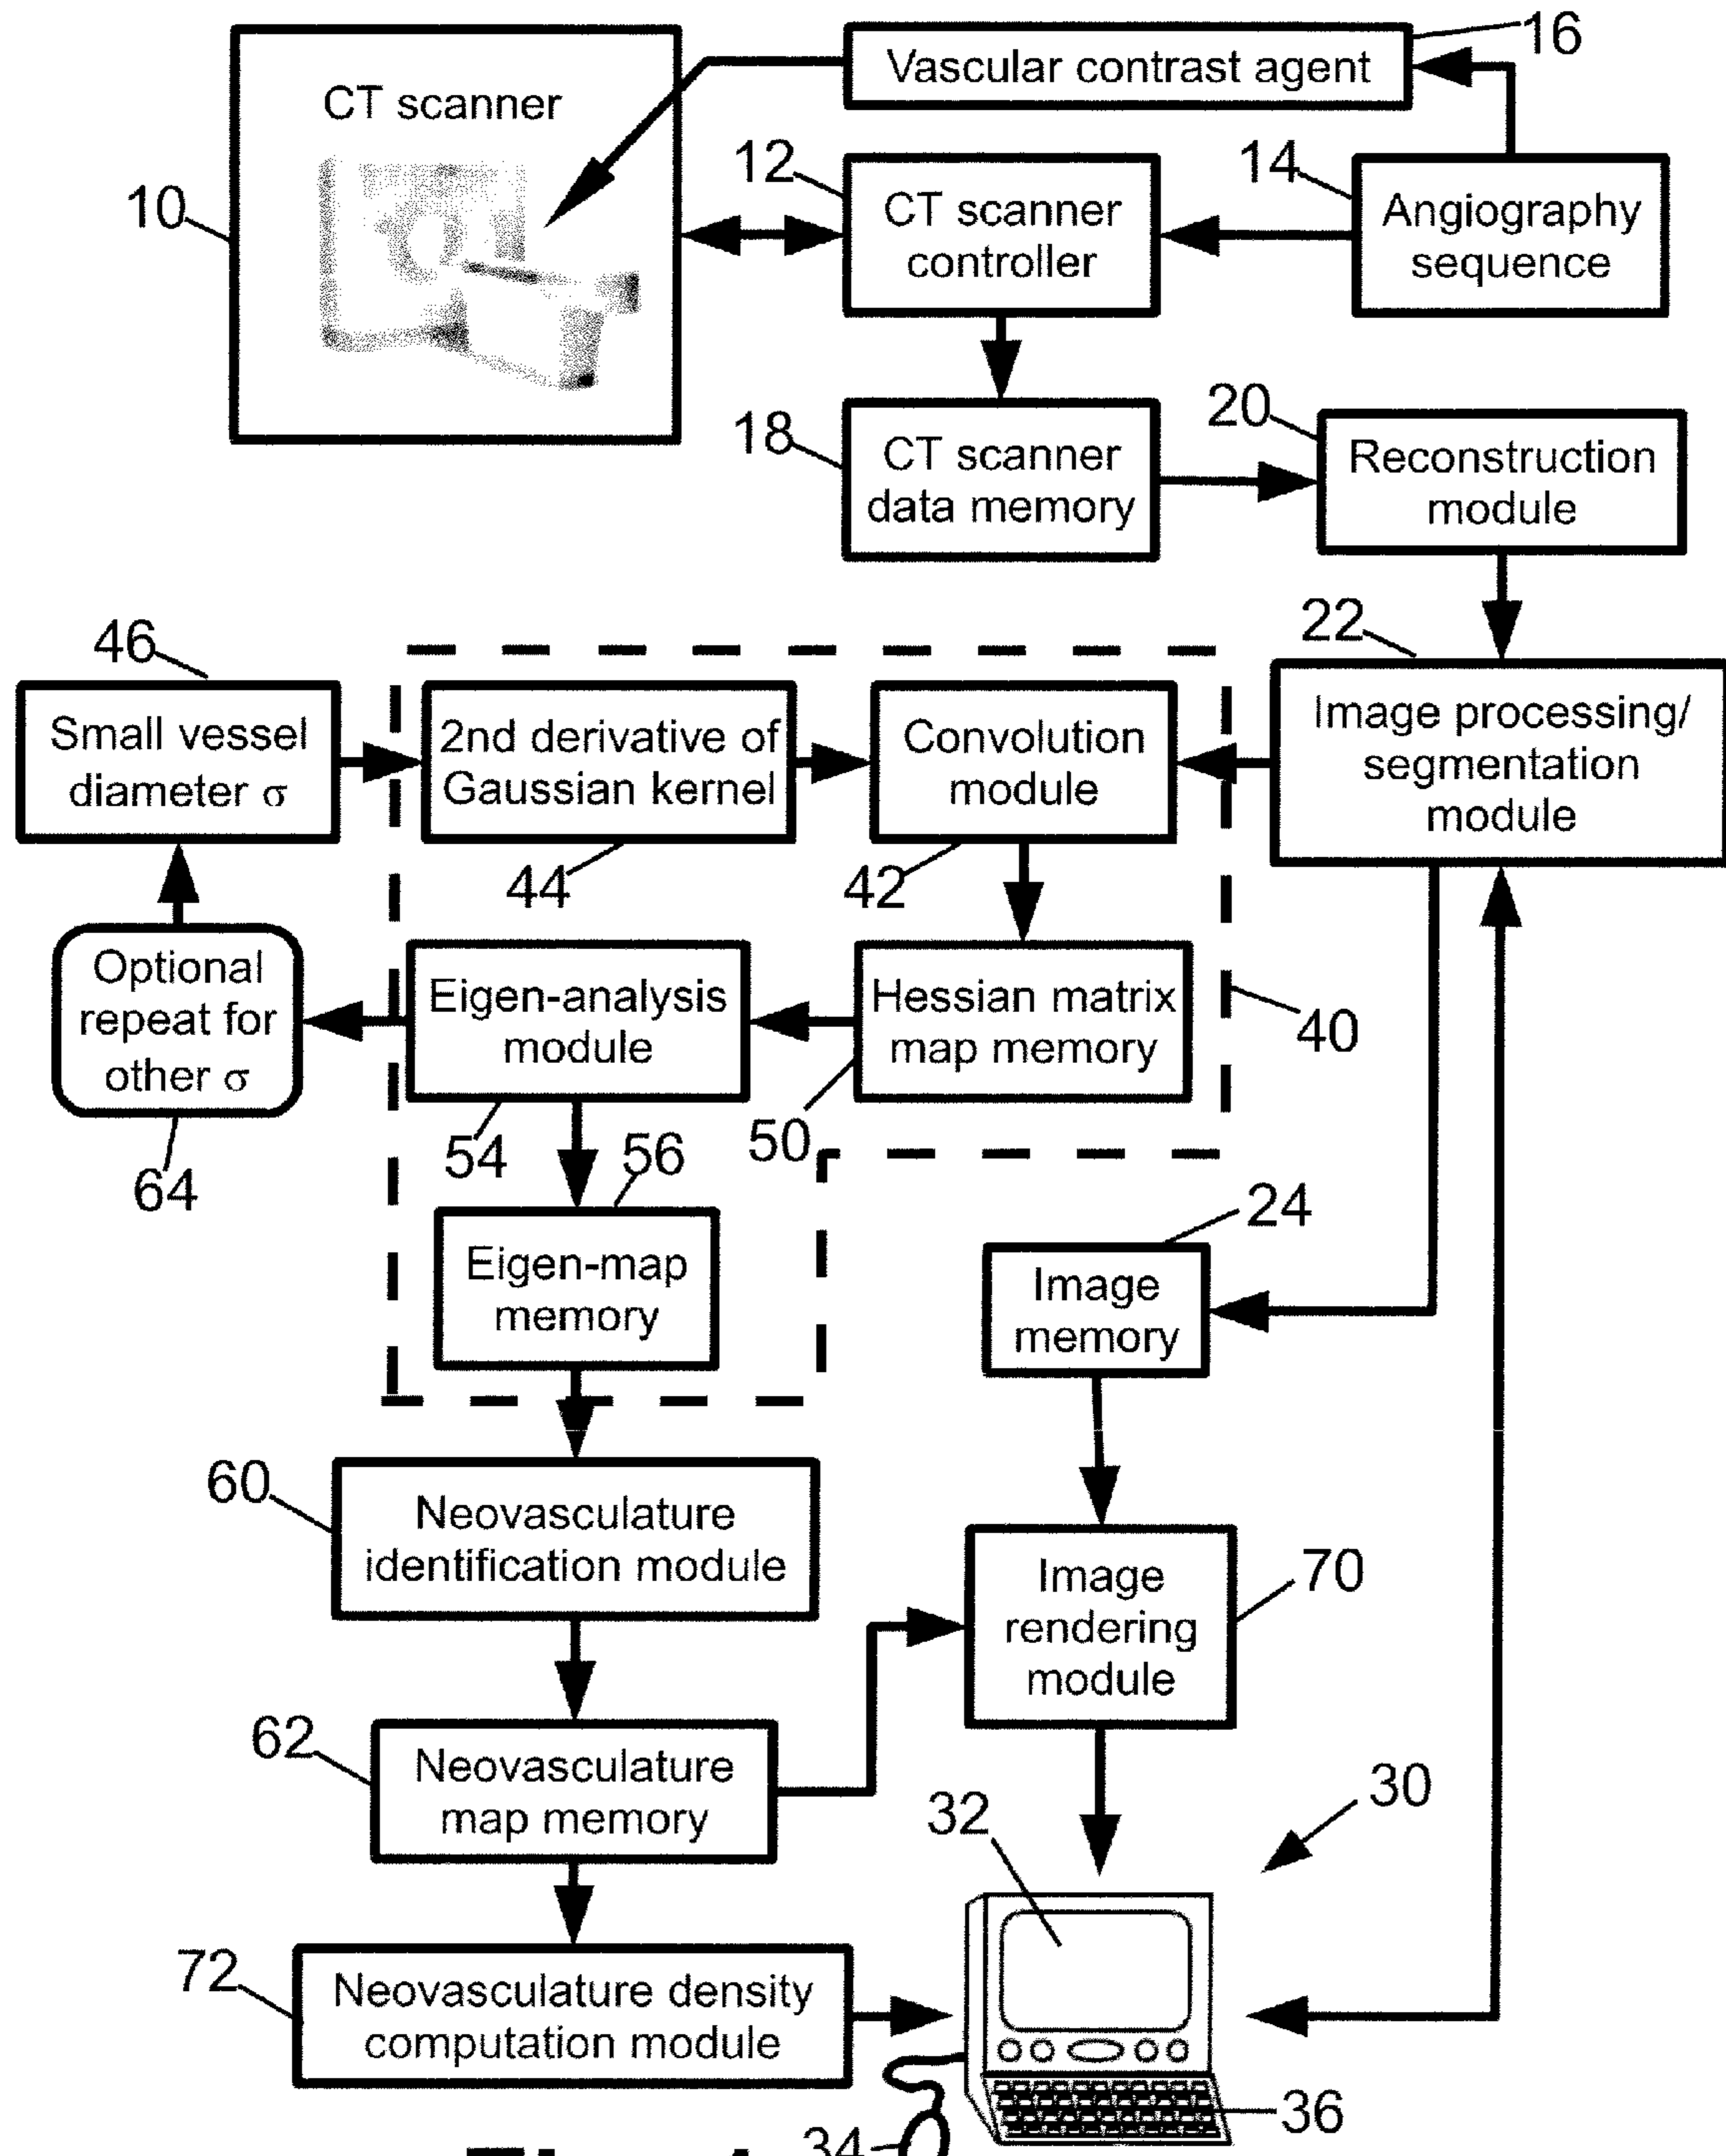 16
Vascular contrast agent
CT scanner
10
12
CT scanner
controller
14
Angiography
sequence
18
CT scanner
data memory
20
Reconstruction
module
22
Image processing/
segmentation
module
46
Small vessel
diameter σ
2nd derivative of
Gaussian kernel
44
Convolution
module
42
Optional
repeat for
other σ
64
Eigen-analysis
module
54
Hessian matrix
map memory
50
40
56
Eigen-map
memory
24
Image
memory
60
Neovasculature
identification module
Image
rendering
module
70
62
Neovasculature
map memory
30
32
72
Neovasculature density
computation module
34
36